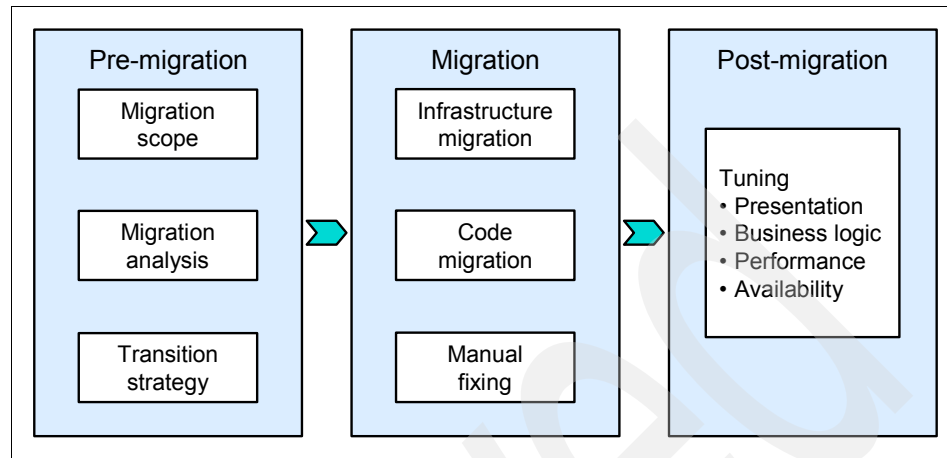 Pre-migration
Migration
scope
Migration
analysis
Transition
strategy
Migration
Infrastructure
migration
Code
migration
Manual
fixing
Post-migration
Tuning
• Presentation
• Business logic
• Performance
• Availability